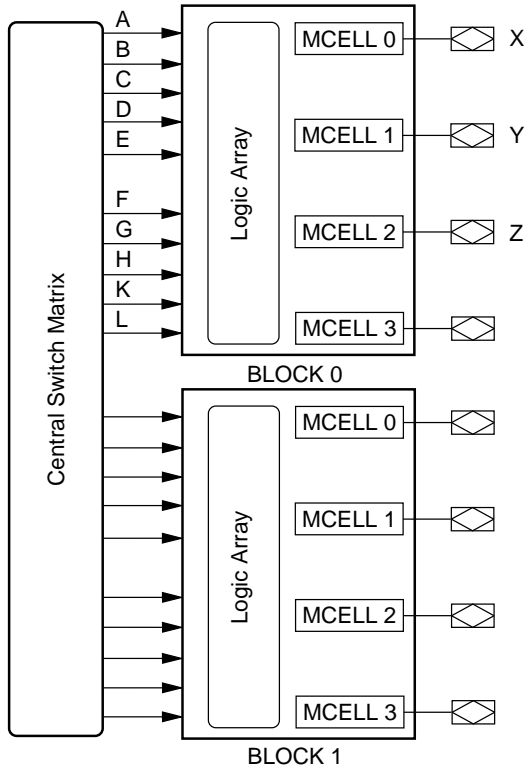 Central Switch Matrix
A
B
C
D
E
F
G
H
K
L
Logic Array
MCELL 0
X
MCELL 1
Y
MCELL 2
Z
MCELL 3
BLOCK 0
Logic Array
MCELL 0
MCELL 1
MCELL 2
MCELL 3
BLOCK 1